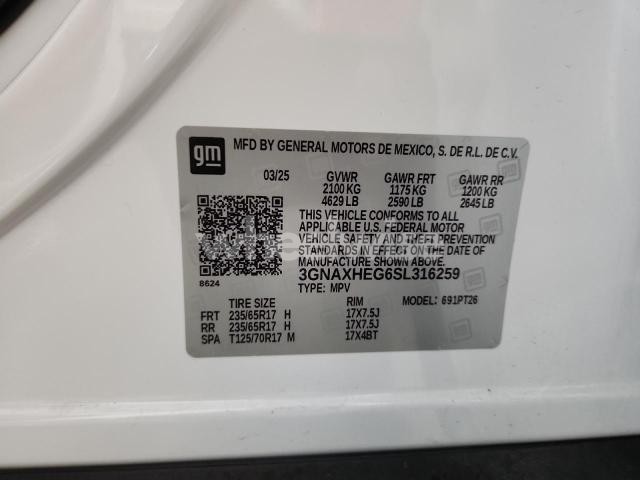 gm MFD BY GENERAL MOTORS DE MEXICO, S. DE R.L. DE C.V.
03/25 GVWR GAWR FRT GAWR RR
2100 KG 1175 KG 1200 KG
4629 LB 2590 LB 2645 LB
THIS VEHICLE CONFORMS TO ALL
APPLICABLE U.S. FEDERAL MOTOR
VEHICLE SAFETY AND THEFT PREVENTION
STANDARDS IN EFFECT ON THE DATE OF
MANUFACTURE SHOWN ABOVE.
3GNAXHEG6SL316259
8624 TYPE: MPV MODEL: 691PT26
TIRE SIZE RIM
FRT 235/65R17 H 17X7.5J
RR 235/65R17 H 17X7.5J
SPA T125/70R17 M 17X4BT